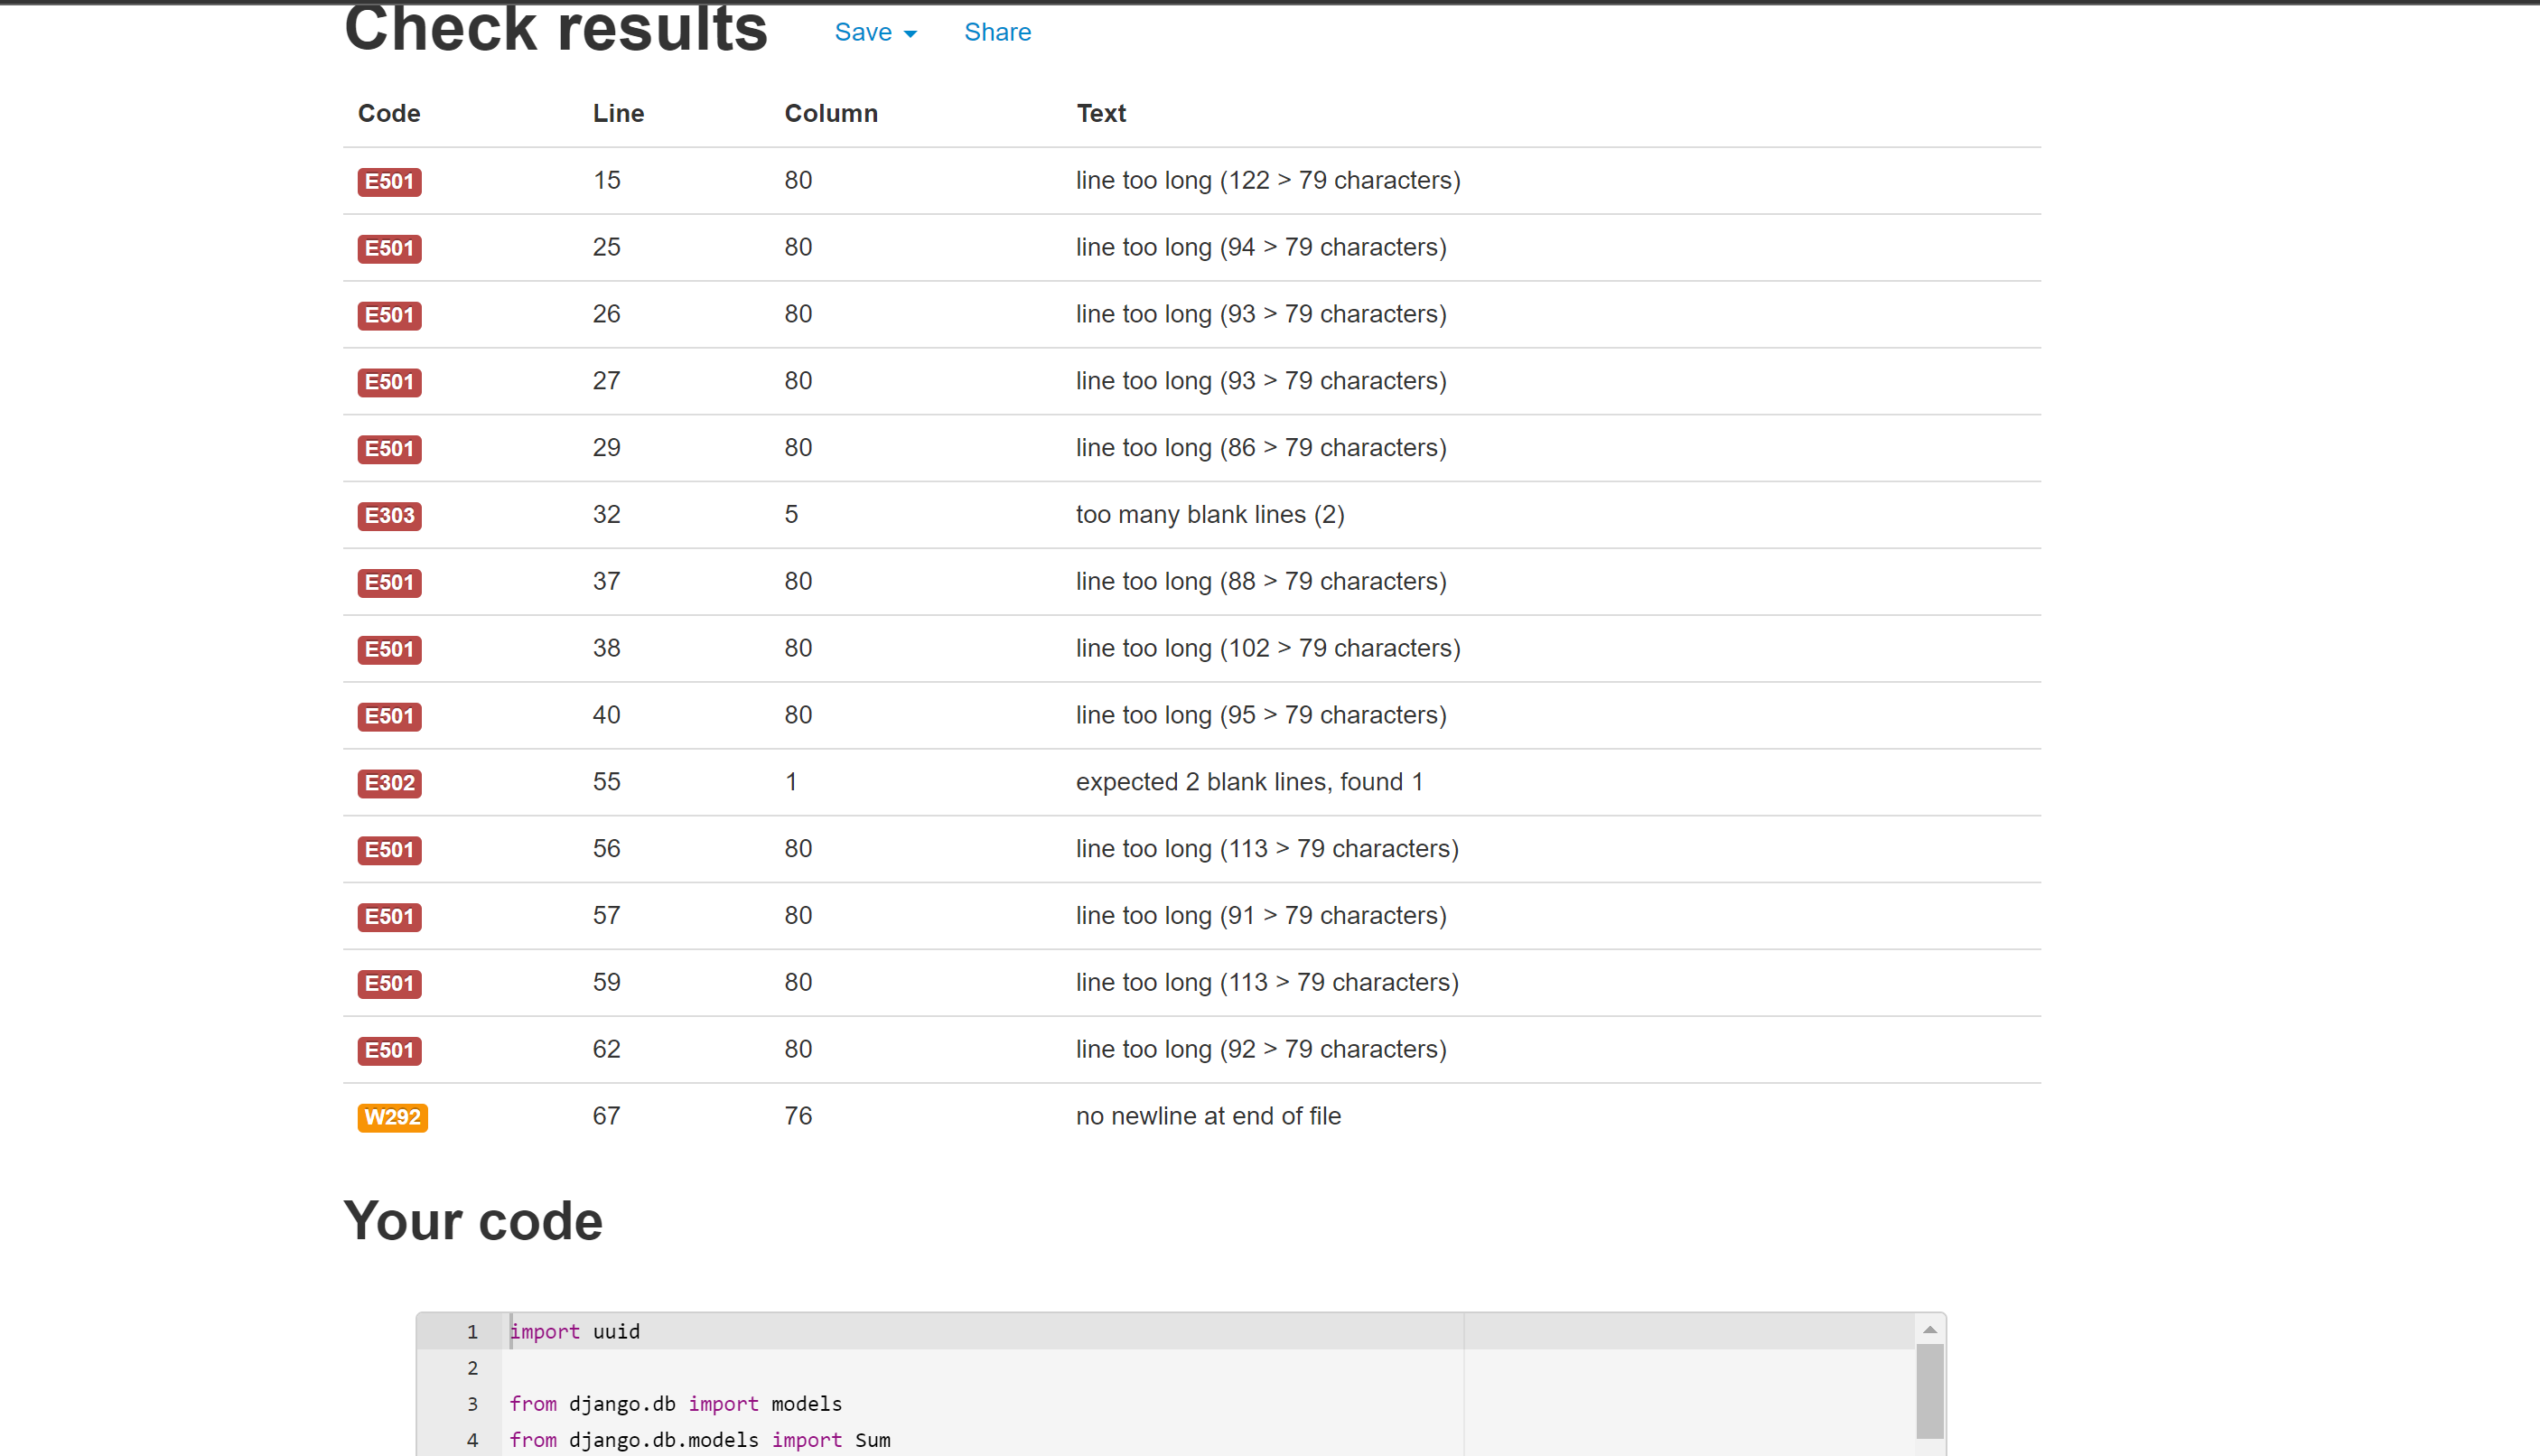 Check results Save Share
Code Line Column Text
E501 15 80 line too long (122 > 79 characters)
E501 25 80 line too long (94 > 79 characters)
E501 26 80 line too long (93 > 79 characters)
E501 27 80 line too long (93 > 79 characters)
E501 29 80 line too long (86 > 79 characters)
E303 32 5 too many blank lines (2)
E501 37 80 line too long (88 > 79 characters)
E501 38 80 line too long (102 > 79 characters)
E501 40 80 line too long (95 > 79 characters)
E302 55 1 expected 2 blank lines, found 1
E501 56 80 line too long (113 > 79 characters)
E501 57 80 line too long (91 > 79 characters)
E501 59 80 line too long (113 > 79 characters)
E501 62 80 line too long (92 > 79 characters)
W292 67 76 no newline at end of file
Your code
1 import uuid
2
3 from django.db import models
4 from django.db.models import Sum